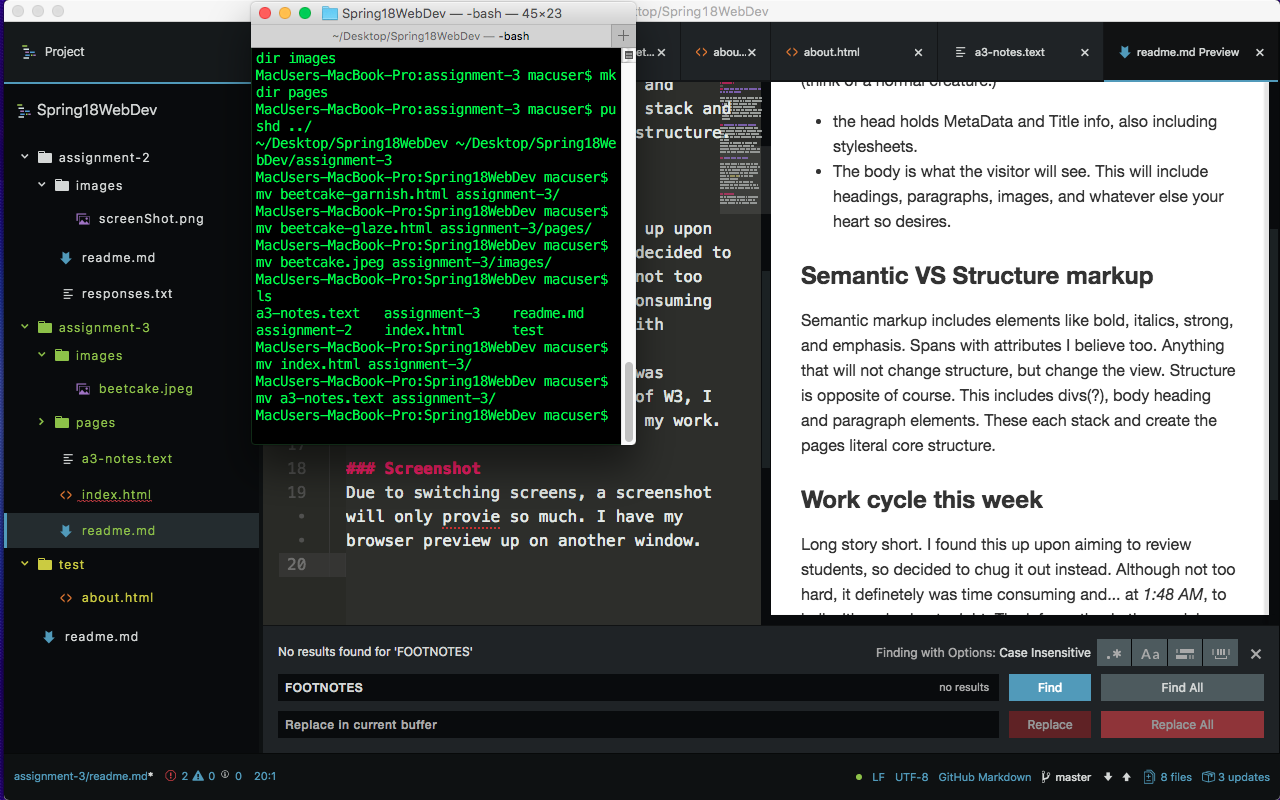 Spring18WebDev — -bash — 45×23
top/Spring18WebDev
~/Desktop/Spring18WebDev — -bash
+
Project
et…
abou…
about.html
a3-notes.text
readme.md Preview
Spring18WebDev
assignment-2
images
screenShot.png
readme.md
responses.txt
assignment-3
images
beetcake.jpeg
pages
a3-notes.text
index.html
readme.md
test
about.html
readme.md
dir images
MacUsers-MacBook-Pro:assignment-3 macuser$ mk
dir pages
MacUsers-MacBook-Pro:assignment-3 macuser$ pu
shd ../
~/Desktop/Spring18WebDev ~/Desktop/Spring18We
bDev/assignment-3
MacUsers-MacBook-Pro:Spring18WebDev macuser$
mv beetcake-garnish.html assignment-3/
MacUsers-MacBook-Pro:Spring18WebDev macuser$
mv beetcake-glaze.html assignment-3/pages/
MacUsers-MacBook-Pro:Spring18WebDev macuser$
mv beetcake.jpeg assignment-3/images/
MacUsers-MacBook-Pro:Spring18WebDev macuser$
ls
a3-notes.text assignment-3 readme.md
assignment-2 index.html test
MacUsers-MacBook-Pro:Spring18WebDev macuser$
mv index.html assignment-3/
MacUsers-MacBook-Pro:Spring18WebDev macuser$
mv a3-notes.text assignment-3/
MacUsers-MacBook-Pro:Spring18WebDev macuser$
and
stack and
structure.
up upon
decided to
not too
onsuming
ith
was
of W3, I
my work.
17
18 ### Screenshot
19 Due to switching screens, a screenshot
will only provie so much. I have my
browser preview up on another window.
20
(think of a normal creature.)
• the head holds MetaData and Title info, also including
stylesheets.
• The body is what the visitor will see. This will include
headings, paragraphs, images, and whatever else your
heart so desires.
Semantic VS Structure markup
Semantic markup includes elements like bold, italics, strong,
and emphasis. Spans with attributes I believe too. Anything
that will not change structure, but change the view. Structure
is opposite of course. This includes divs(?), body heading
and paragraph elements. These each stack and create the
pages literal core structure.
Work cycle this week
Long story short. I found this up upon aiming to review
students, so decided to chug it out instead. Although not too
hard, it definetely was time consuming and... at 1:48 AM, to
No results found for 'FOOTNOTES'
Finding with Options: Case Insensitive
.*
Aa
FOOTNOTES
no results
Find
Find All
Replace in current buffer
Replace
Replace All
assignment-3/readme.md* 2 0 0 20:1
LF UTF-8 GitHub Markdown master 8 files 3 updates